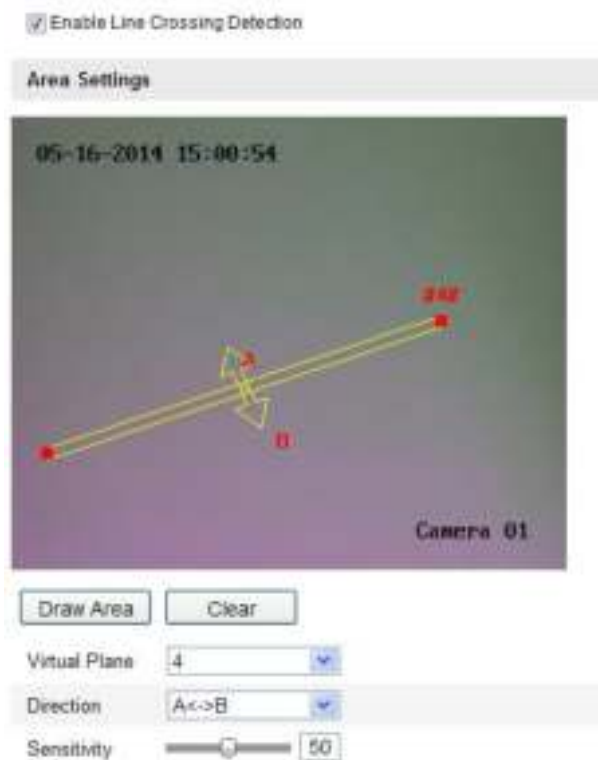 Enable Line Crossing Detection
Area Settings
05-16-2014 15:00:54
#4#
A
B
Camera 01
Draw Area Clear
Virtual Plane 4
Direction A<->B
Sensitivity 50